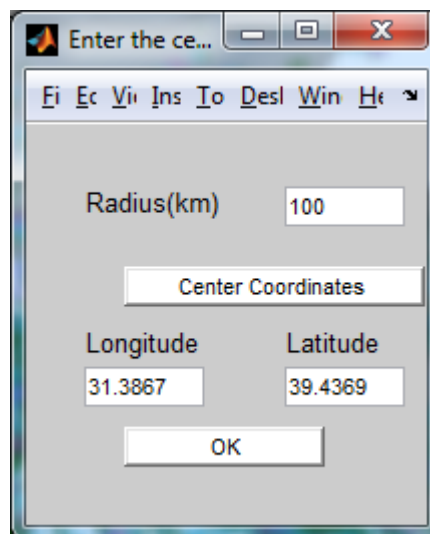 Enter the ce...
Fi Ec Vi Ins To Desl Win He
Radius(km) 100
Center Coordinates
Longitude Latitude
31.3867 39.4369
OK